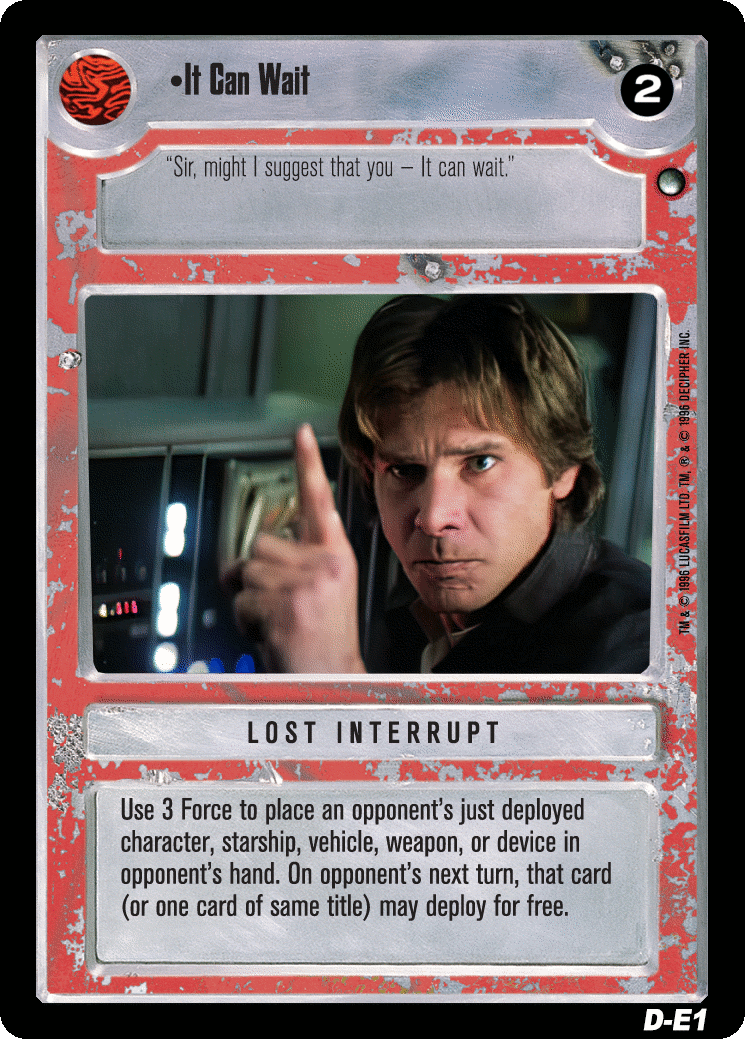 •It Can Wait
2
“Sir, might I suggest that you – It can wait.”
TM & © 1996 LUCASFILM LTD. TM, ® & © 1996 DECIPHER INC.
LOST INTERRUPT
Use 3 Force to place an opponent's just deployed
character, starship, vehicle, weapon, or device in
opponent's hand. On opponent's next turn, that card
(or one card of same title) may deploy for free.
D-E1